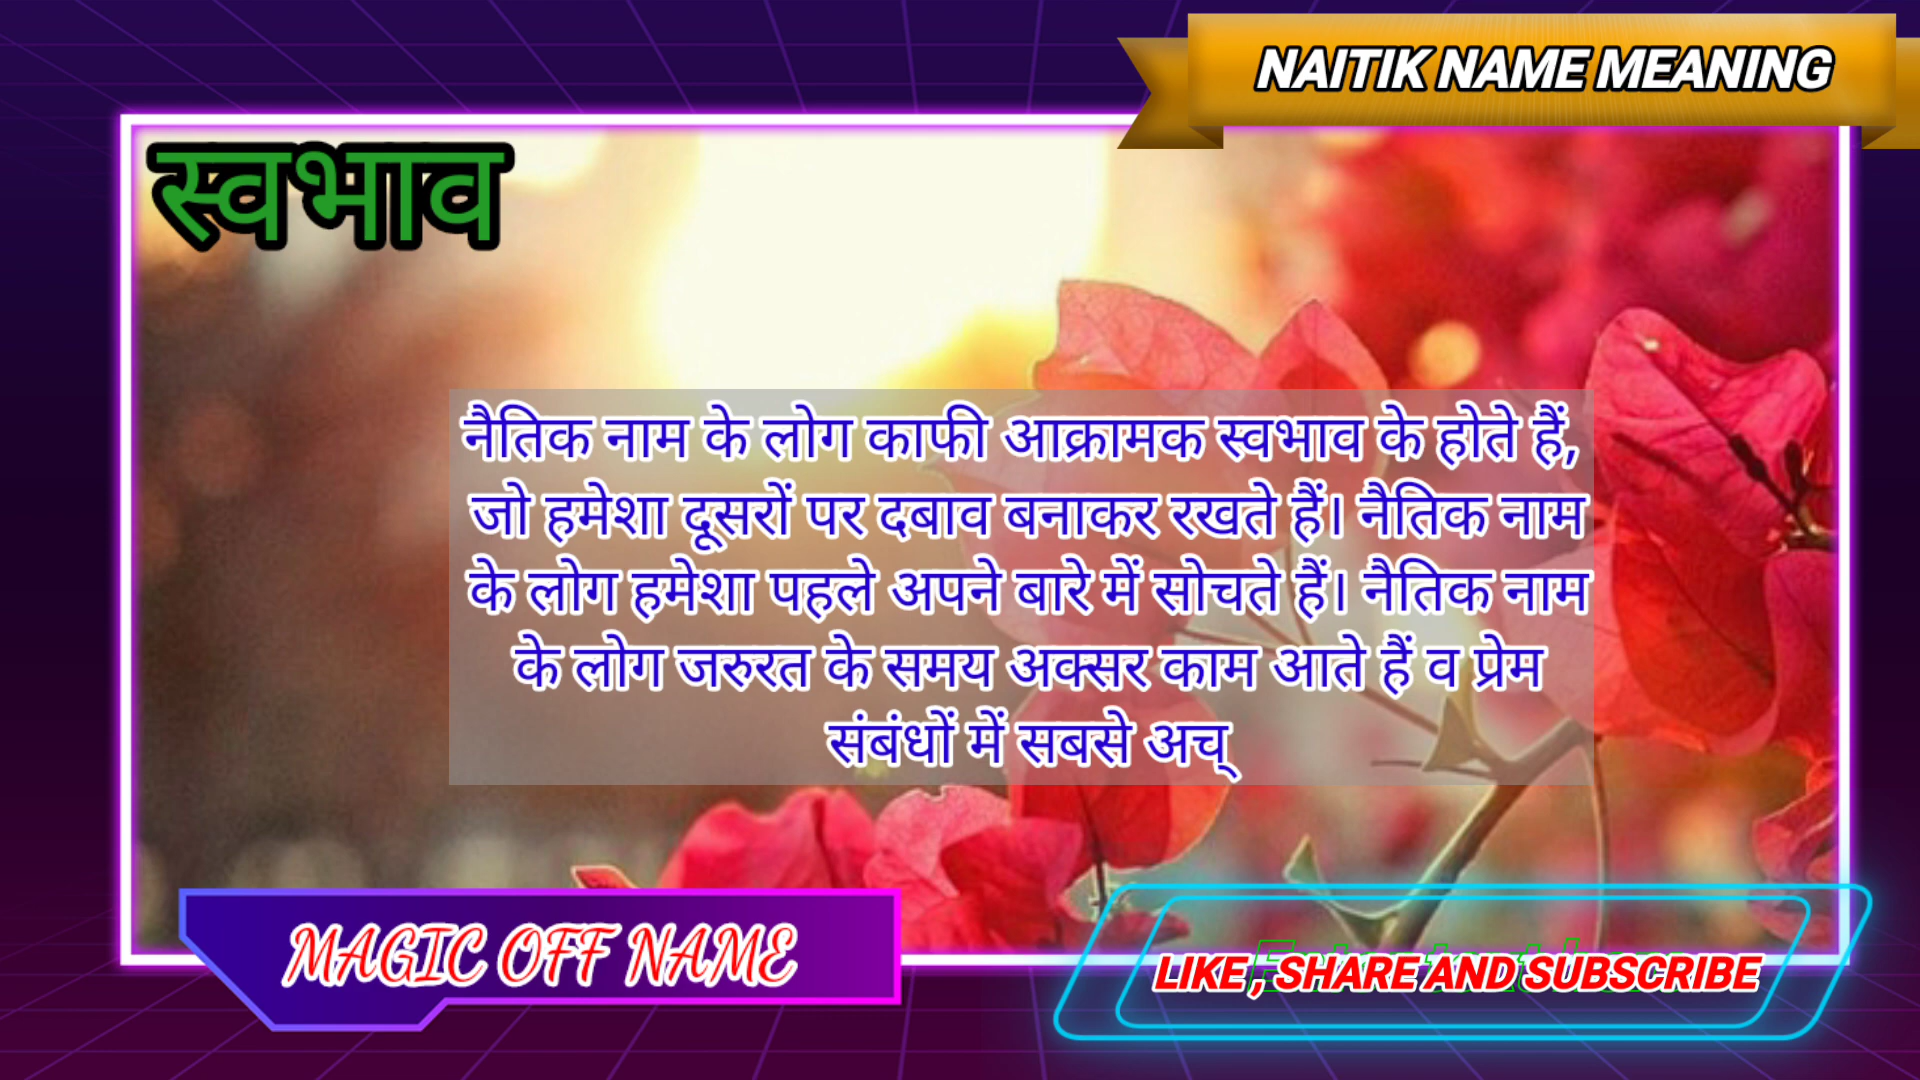 NAITIK NAME MEANING
स्वभाव
नैतिक नाम के लोग काफी आक्रामक स्वभाव के होते हैं,
जो हमेशा दूसरों पर दबाव बनाकर रखते हैं। नैतिक नाम
के लोग हमेशा पहले अपने बारे में सोचते हैं। नैतिक नाम
के लोग जरुरत के समय अक्सर काम आते हैं व प्रेम
संबंधों में सबसे अच्
MAGIC OFF NAME
LIKE , SHARE AND SUBSCRIBE